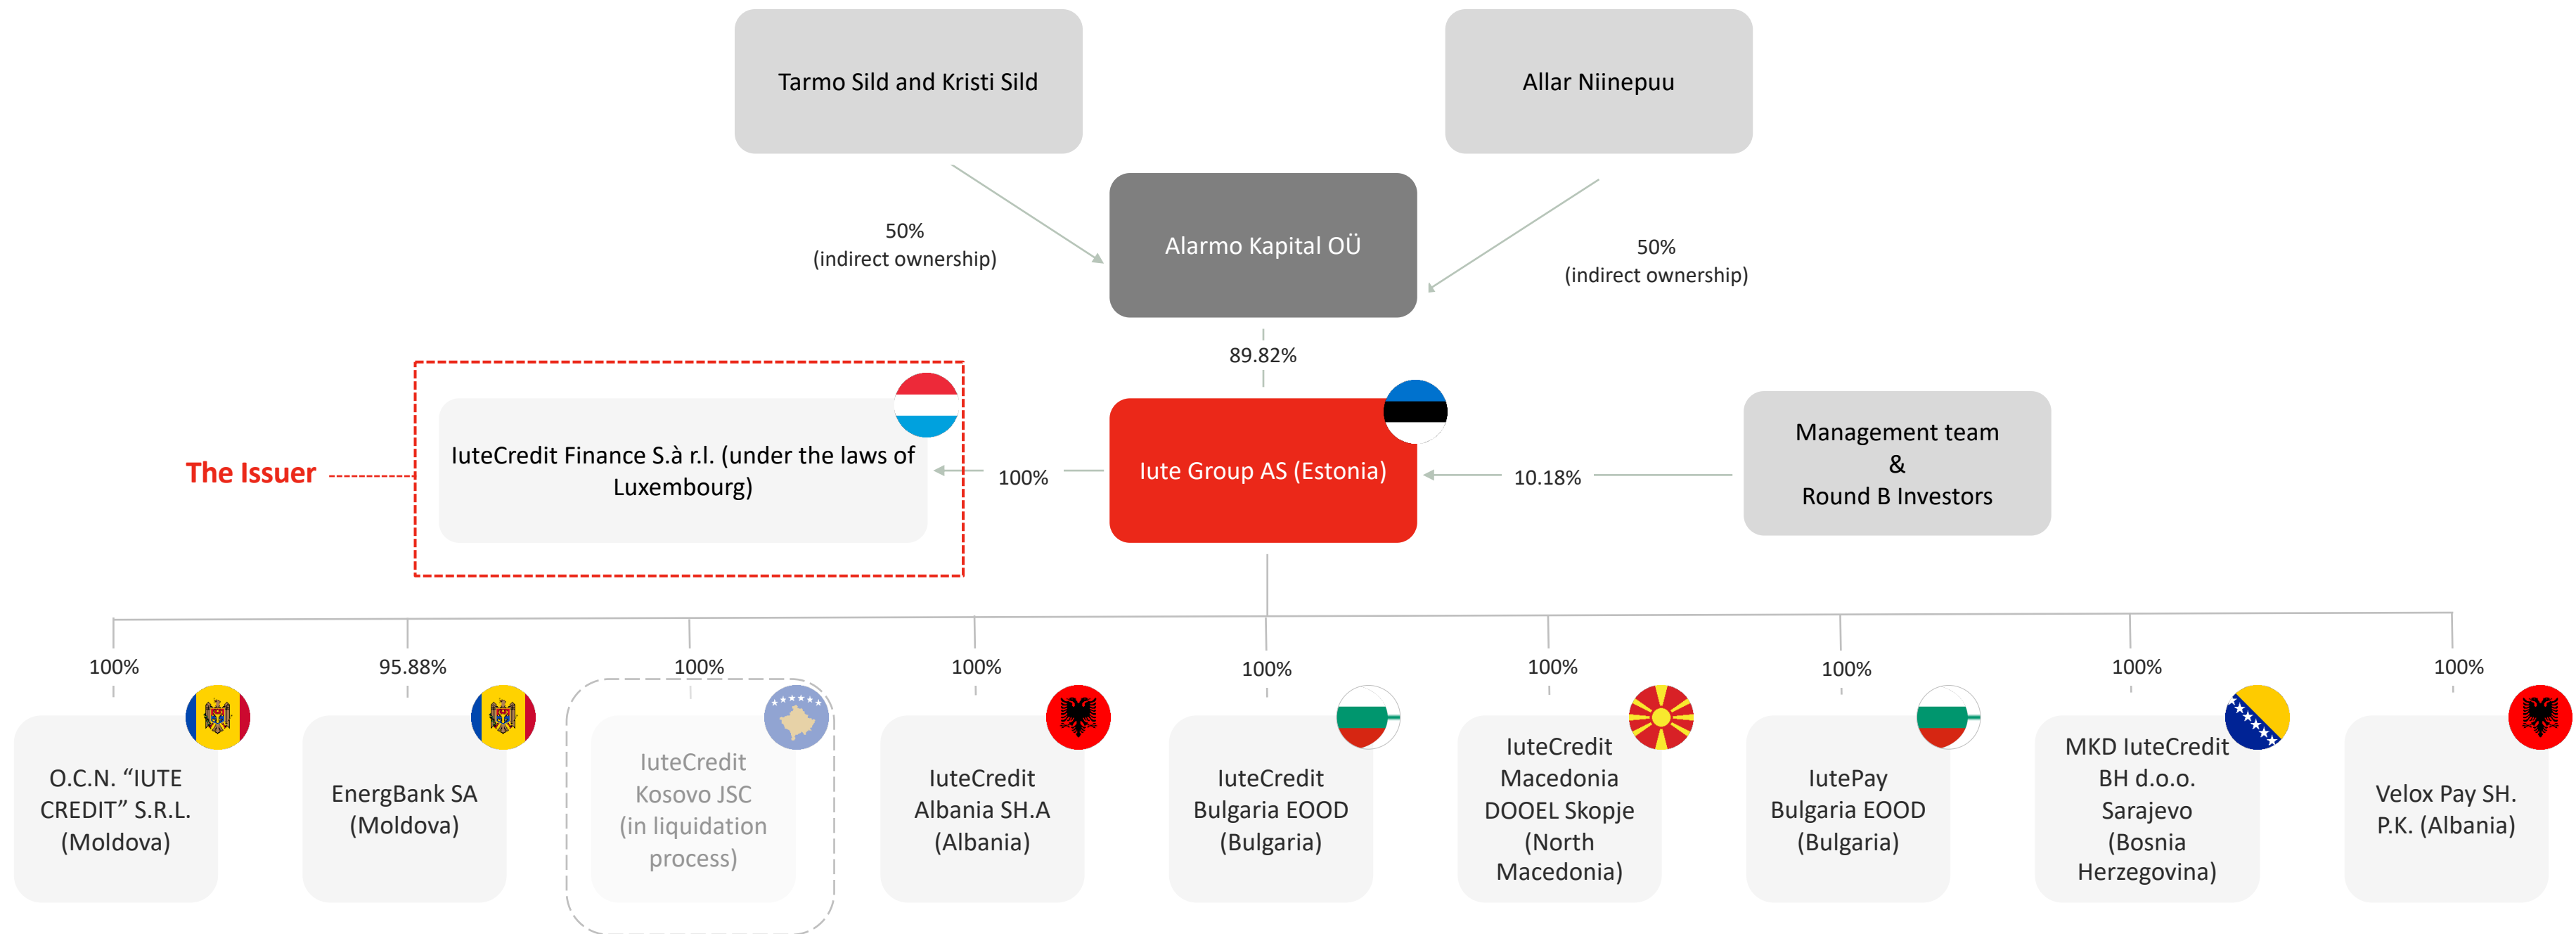 Tarmo Sild and Kristi Sild
Allar Niinepuu
50%
(indirect ownership)
Alarmo Kapital OÜ
50%
(indirect ownership)
89.82%
The Issuer
IuteCredit Finance S.à r.l. (under the laws of
Luxembourg)
100%
Iute Group AS (Estonia)
10.18%
Management team
&
Round B Investors
100%
95.88%
100%
100%
100%
100%
100%
100%
100%
O.C.N. “IUTE
CREDIT” S.R.L.
(Moldova)
EnergBank SA
(Moldova)
IuteCredit
Kosovo JSC
(in liquidation
process)
IuteCredit
Albania SH.A
(Albania)
IuteCredit
Bulgaria EOOD
(Bulgaria)
IuteCredit
Macedonia
DOOEL Skopje
(North
Macedonia)
IutePay
Bulgaria EOOD
(Bulgaria)
MKD IuteCredit
BH d.o.o.
Sarajevo
(Bosnia
Herzegovina)
Velox Pay SH.
P.K. (Albania)